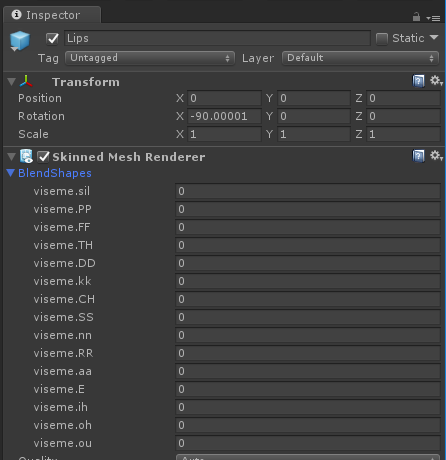 Inspector
Lips Static
Tag Untagged Layer Default
Transform
Position X 0 Y 0 Z 0
Rotation X -90.00001 Y 0 Z 0
Scale X 1 Y 1 Z 1
Skinned Mesh Renderer
BlendShapes
viseme.sil 0
viseme.PP 0
viseme.FF 0
viseme.TH 0
viseme.DD 0
viseme.kk 0
viseme.CH 0
viseme.SS 0
viseme.nn 0
viseme.RR 0
viseme.aa 0
viseme.E 0
viseme.ih 0
viseme.oh 0
viseme.ou 0
Quality Auto